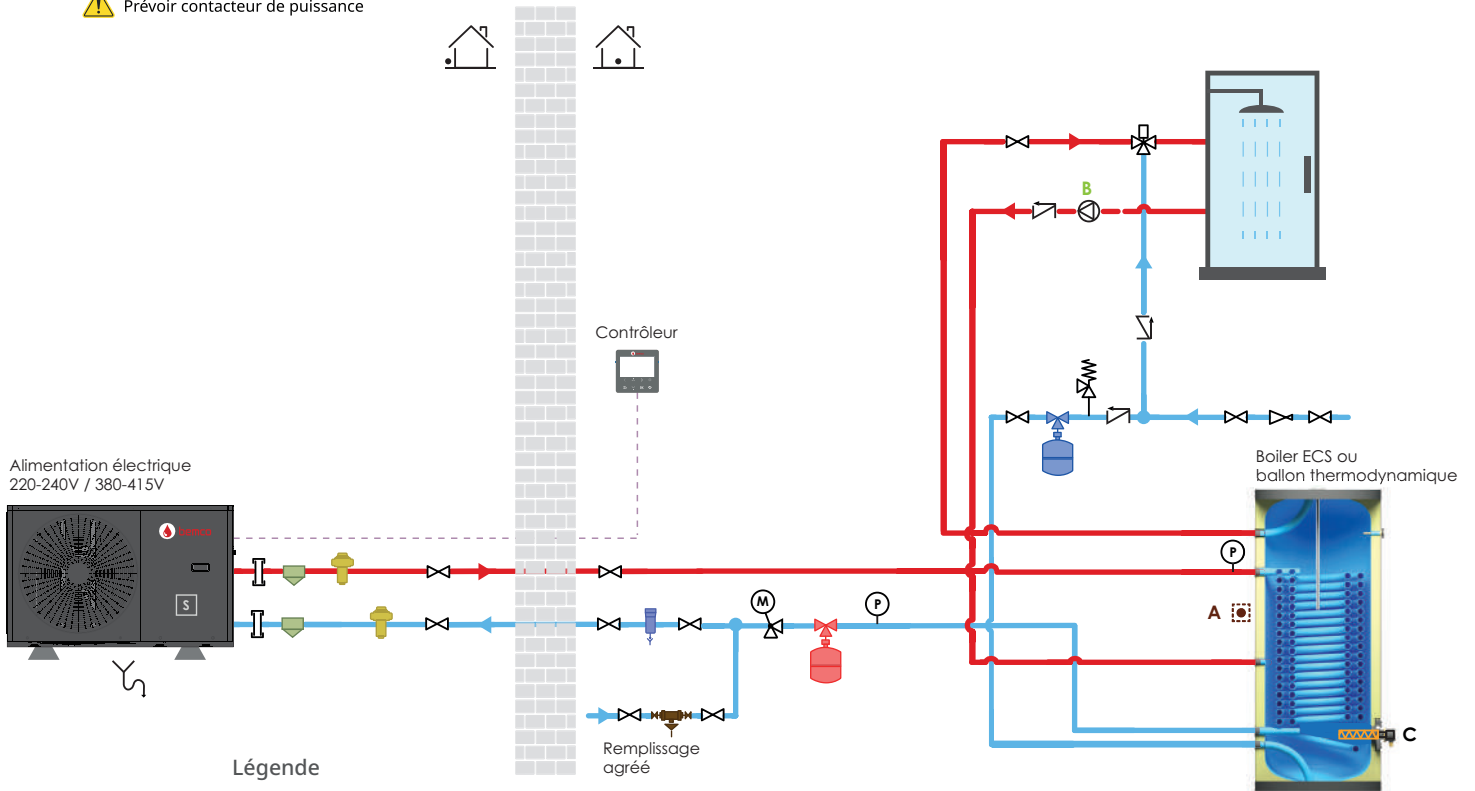 Prévoir contacteur de puissance
B
Contrôleur
Alimentation électrique
220-240V / 380-415V
Boiler ECS ou
ballon thermodynamique
P
S
A
M
P
C
Remplissage
agréé
Légende